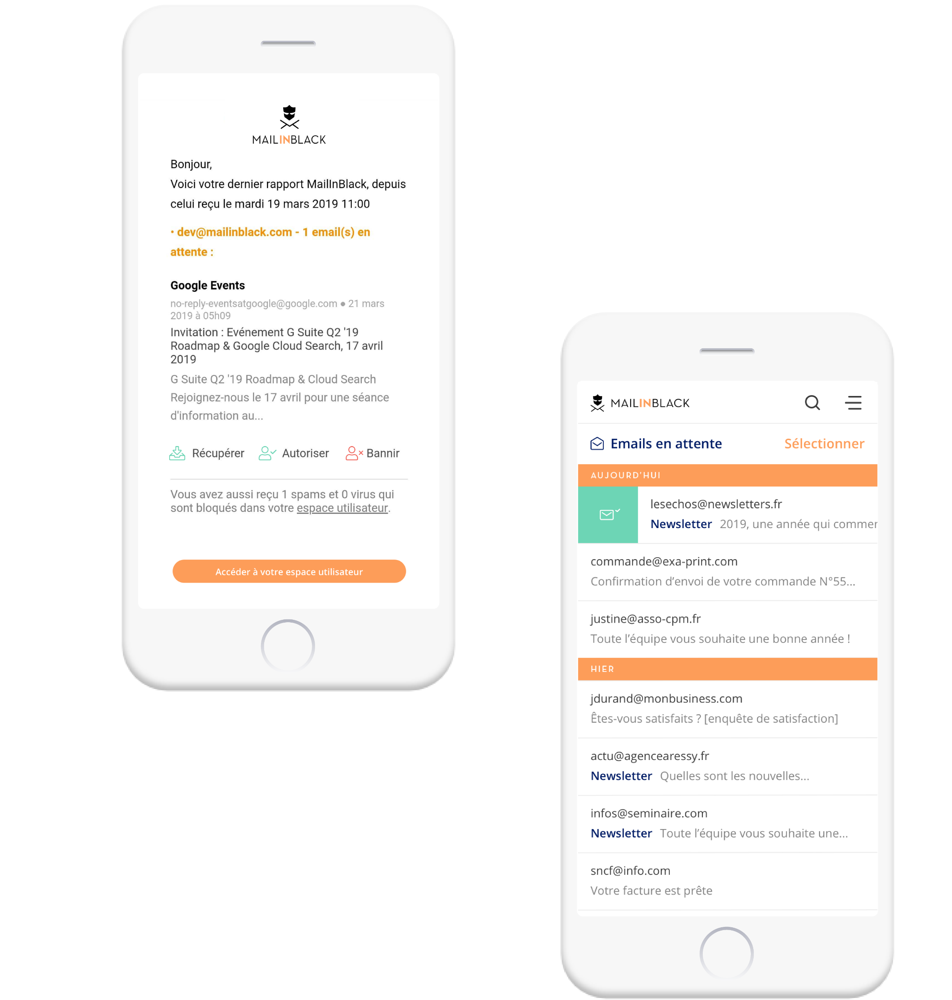 MAILINBLACK
Bonjour,
Voici votre dernier rapport MailInBlack, depuis
celui reçu le mardi 19 mars 2019 11:00
• dev@mailinblack.com - 1 email(s) en
attente :
Google Events
no-reply-eventsatgoogle@google.com ● 21 mars
2019 à 05h09
Invitation : Evénement G Suite Q2 '19
Roadmap & Google Cloud Search, 17 avril
2019
G Suite Q2 '19 Roadmap & Cloud Search
Rejoignez-nous le 17 avril pour une séance
d'information au...
Récupérer Autoriser Bannir
Vous avez aussi reçu 1 spams et 0 virus qui
sont bloqués dans votre espace utilisateur.
Accéder à votre espace utilisateur
MAILINBLACK
Emails en attente Sélectionner
AUJOURD'HUI
lesechos@newsletters.fr
Newsletter 2019, une année qui commer
commande@exa-print.com
Confirmation d’envoi de votre commande N°55...
justine@asso-cpm.fr
Toute l’équipe vous souhaite une bonne année !
HIER
jdurand@monbusiness.com
Êtes-vous satisfaits ? [enquête de satisfaction]
actu@agencearessy.fr
Newsletter Quelles sont les nouvelles...
infos@seminaire.com
Newsletter Toute l’équipe vous souhaite une...
sncf@info.com
Votre facture est prête